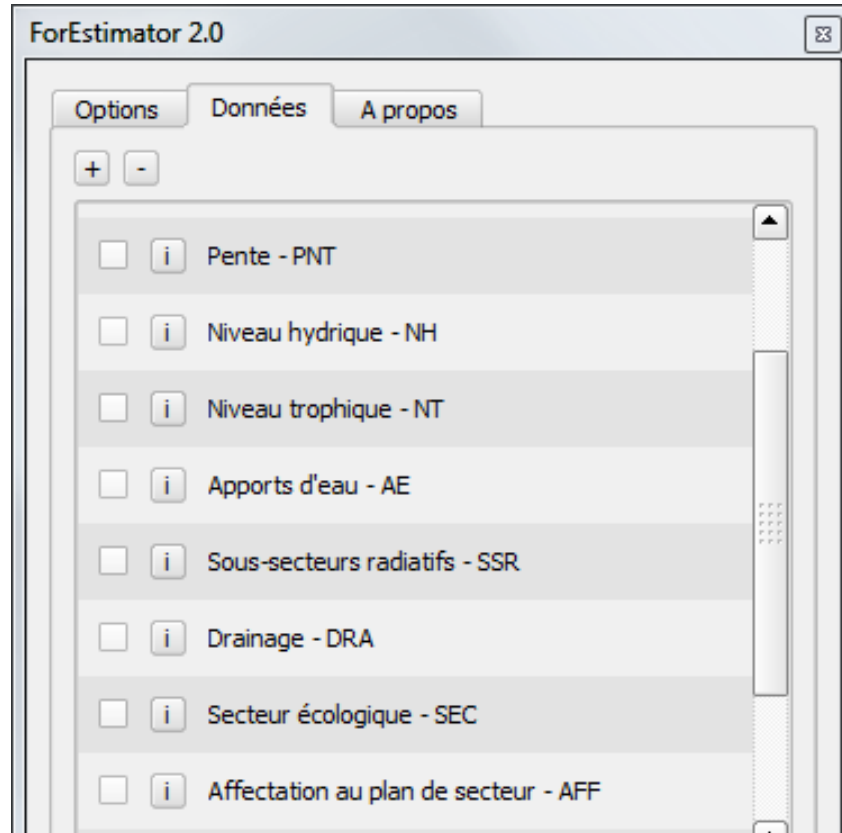 ForEstimator 2.0
Options Données A propos
+ -
i Pente - PNT
i Niveau hydrique - NH
i Niveau trophique - NT
i Apports d'eau - AE
i Sous-secteurs radiatifs - SSR
i Drainage - DRA
i Secteur écologique - SEC
i Affectation au plan de secteur - AFF